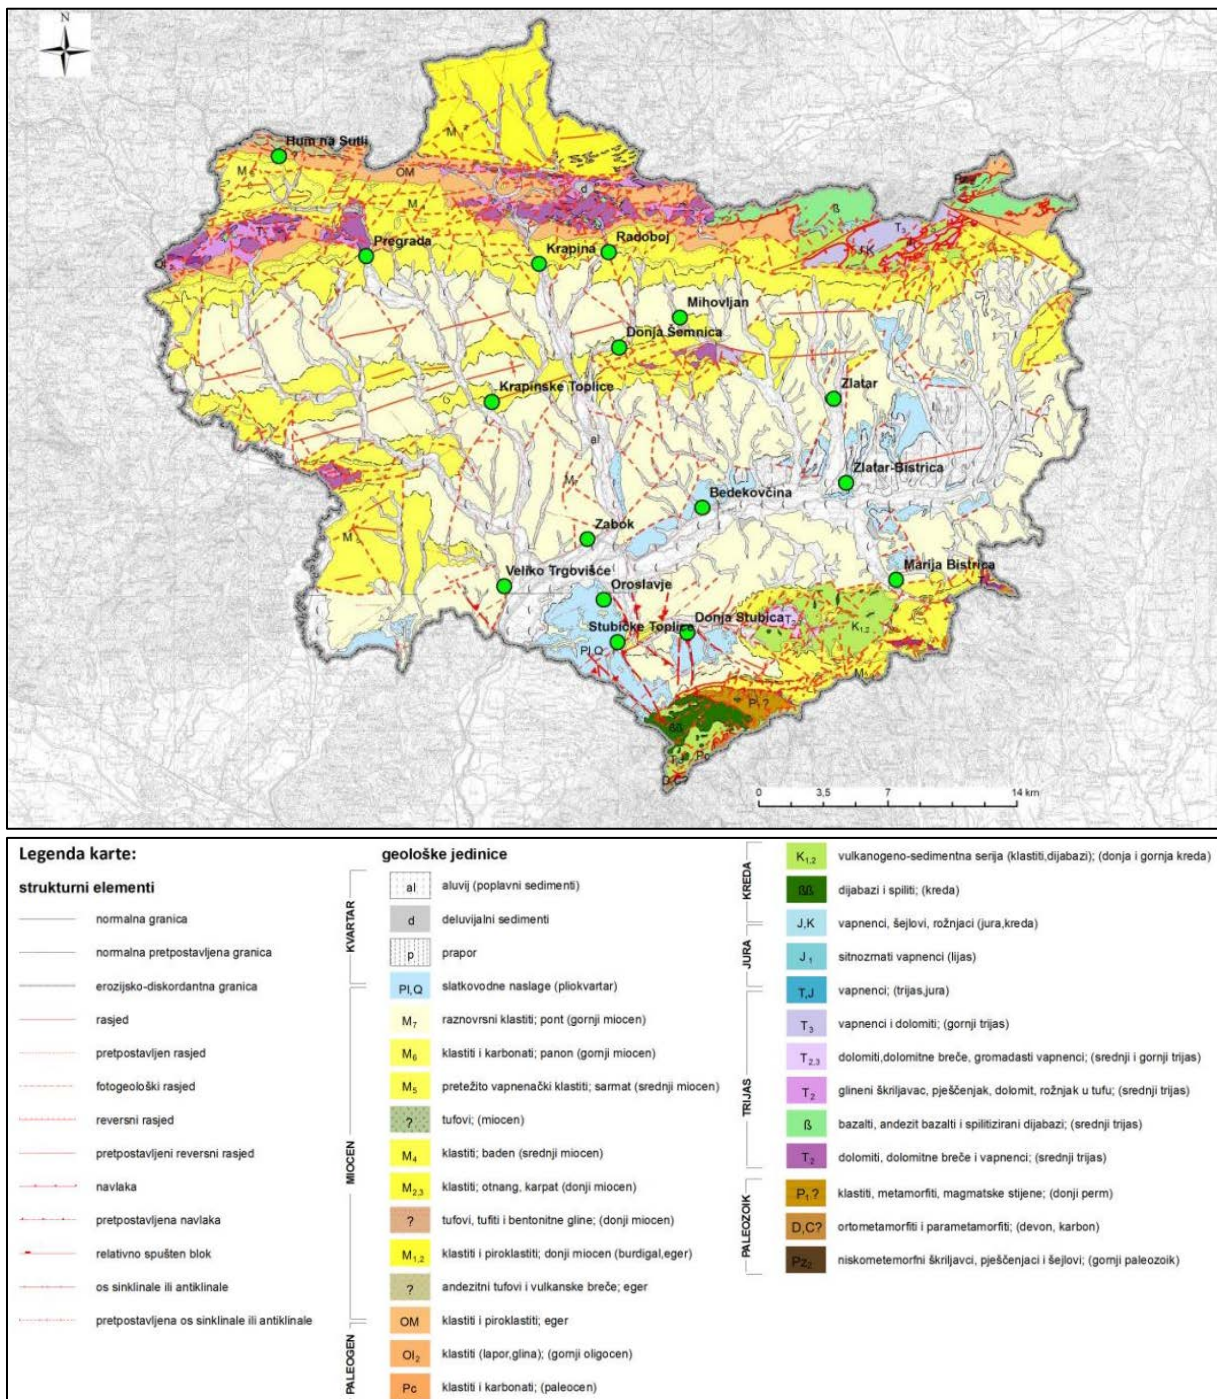 N
Hum na Sutli
M
M
OM
d
ß
M
T
T₃
J,K
Pregrada
Krapina
Radoboj
Mihovljan
Donja Šemnica
Krapinske Toplice
Zlatar
al
Zlatar-Bistrica
M₇
Bedekovčina
Zabok
M
Veliko Trgovišće
Marija Bistrica
Oroslavje
Donja Stubica
Stubičke Toplice
K₁,₂
Pl,Q
P₁?
ßß
Pc
0 3,5 7 14 km
Legenda karte:
strukturni elementi
normalna granica
normalna pretpostavljena granica
erozijsko-diskordantna granica
rasjed
pretpostavljen rasjed
fotogeološki rasjed
reversni rasjed
pretpostavljeni reversni rasjed
navlaka
pretpostavljena navlaka
relativno spušten blok
os sinklinale ili antiklinale
pretpostavljena os sinklinale ili antiklinale
geološke jedinice
KVARTAR
al aluvij (poplavni sedimenti)
d deluvijalni sedimenti
p prapor
Pl,Q slatkovodne naslage (pliokvartar)
MIOCEN
M₇ raznovrsni klastiti; pont (gornji miocen)
M₆ klastiti i karbonati; panon (gornji miocen)
M₅ pretežito vapnenački klastiti; sarmat (srednji miocen)
? tufovi; (miocen)
M₄ klastiti; baden (srednji miocen)
M₂,₃ klastiti; otnang, karpat (donji miocen)
? tufovi, tufiti i bentonitne gline; (donji miocen)
M₁,₂ klastiti i piroklastiti; donji miocen (burdigal,eger)
? andezitni tufovi i vulkanske breče; eger
OM klastiti i piroklastiti; eger
PALEOGEN
Ol₂ klastiti (lapor,glina); (gornji oligocen)
Pc klastiti i karbonati; (paleocen)
KREDA
K₁,₂ vulkanogeno-sedimentna serija (klastiti,dijabazi); (donja i gornja kreda)
ßß dijabazi i spiliti; (kreda)
JURA
J,K vapnenci, šejlovi, rožnjaci (jura,kreda)
J₁ sitnozrnati vapnenci (lijas)
TRIJAS
T,J vapnenci; (trijas,jura)
T₃ vapnenci i dolomiti; (gornji trijas)
T₂,₃ dolomiti,dolomitne breče, gromadasti vapnenci; (srednji i gornji trijas)
T₂ glineni škriljavac, pješčenjak, dolomit, rožnjak u tufu; (srednji trijas)
ß bazalti, andezit bazalti i spilitizirani dijabazi; (srednji trijas)
T₂ dolomiti, dolomitne breče i vapnenci; (srednji trijas)
PALEOZOIK
P₁,? klastiti, metamorfiti, magmatske stijene; (donji perm)
D,C? ortometamorfiti i parametamorfiti; (devon, karbon)
Pz₂ niskometemorfni škriljavci, pješčenjaci i šejlovi; (gornji paleozoik)